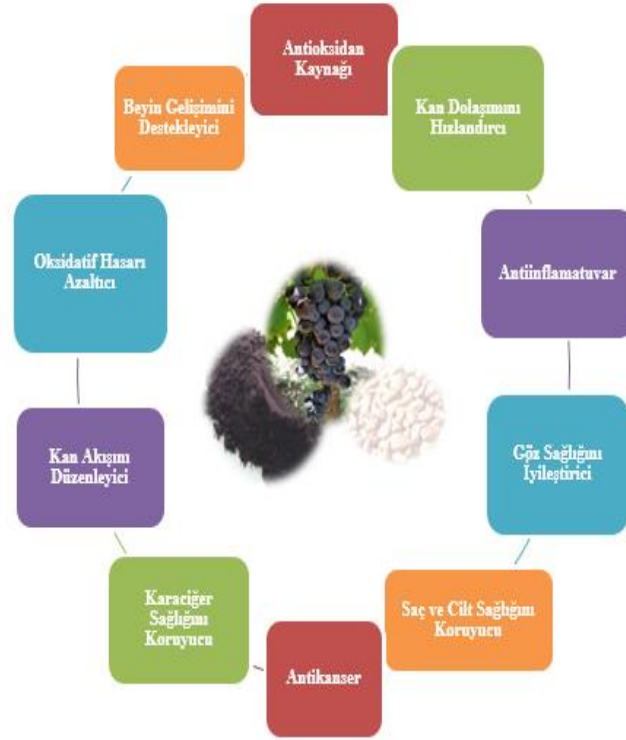 Antioksidan
Kaynağı
Kan Dolaşımını
Hızlandırcı
Antiinflamatuvar
Göz Sağlığını
İyileştirici
Saç ve Cilt Sağlığını
Koruyucu
Antikanser
Karaciğer
Sağlığını
Koruyucu
Kan Akışını
Düzenleyici
Oksidatif Hasarı
Azaltıcı
Beyin Gelişimini
Destekleyici